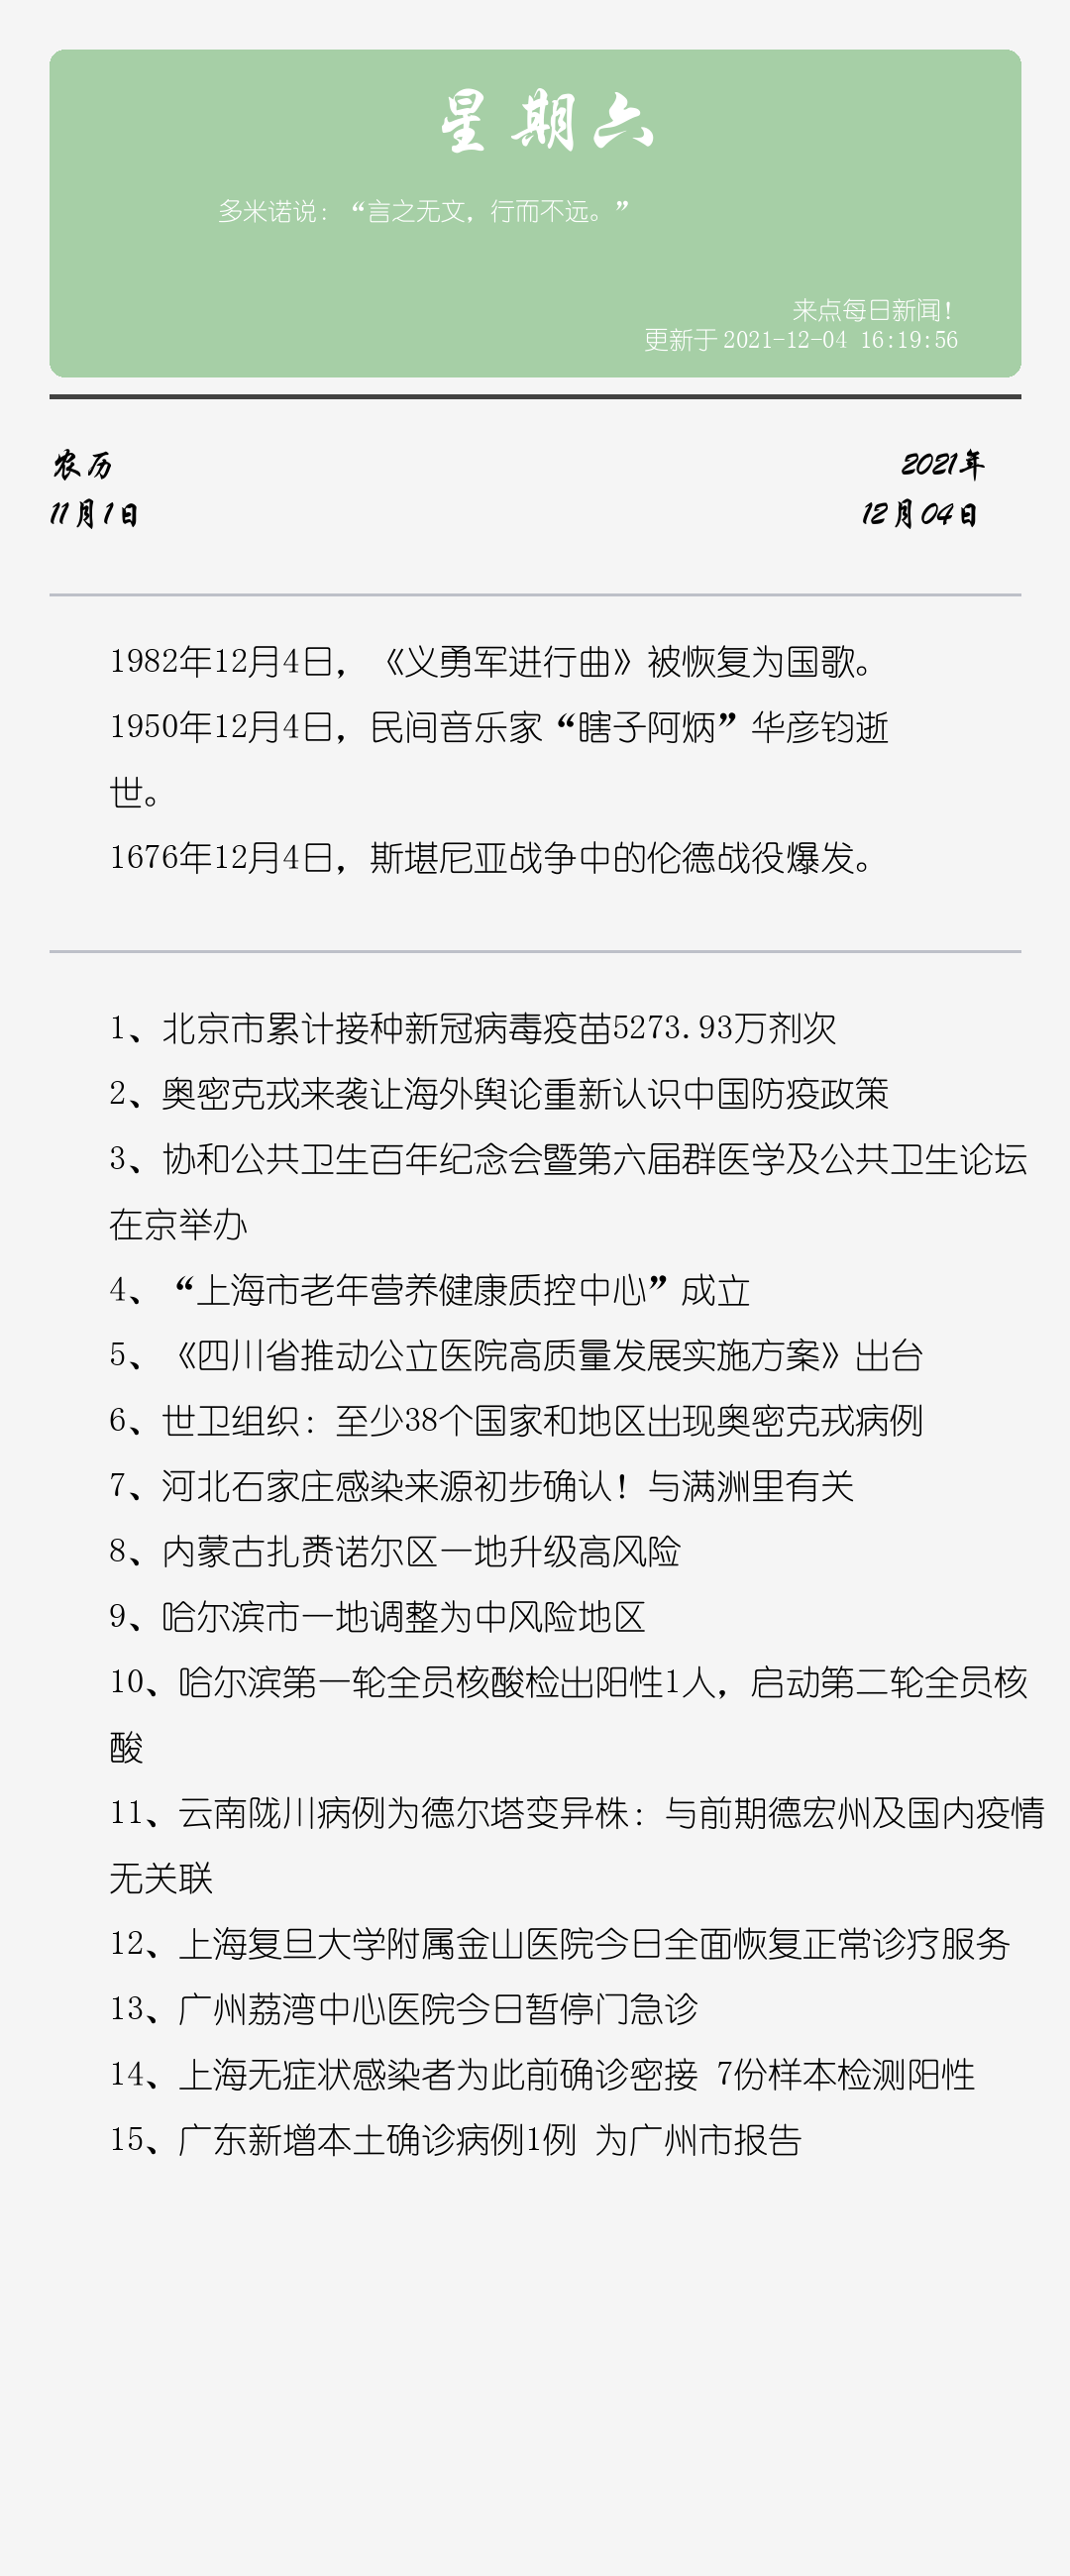 星期六
多米诺说：“言之无文，行而不远。”
来点每日新闻！
更新于 2021-12-04 16:19:56
农历
2021年
11月1日
12月04日
1982年12月4日，《义勇军进行曲》被恢复为国歌。
1950年12月4日，民间音乐家“瞎子阿炳”华彦钧逝
世。
1676年12月4日，斯堪尼亚战争中的伦德战役爆发。
1、北京市累计接种新冠病毒疫苗5273.93万剂次
2、奥密克戎来袭让海外舆论重新认识中国防疫政策
3、协和公共卫生百年纪念会暨第六届群医学及公共卫生论坛
在京举办
4、“上海市老年营养健康质控中心”成立
5、《四川省推动公立医院高质量发展实施方案》出台
6、世卫组织：至少38个国家和地区出现奥密克戎病例
7、河北石家庄感染来源初步确认！与满洲里有关
8、内蒙古扎赉诺尔区一地升级高风险
9、哈尔滨市一地调整为中风险地区
10、哈尔滨第一轮全员核酸检出阳性1人，启动第二轮全员核
酸
11、云南陇川病例为德尔塔变异株：与前期德宏州及国内疫情
无关联
12、上海复旦大学附属金山医院今日全面恢复正常诊疗服务
13、广州荔湾中心医院今日暂停门急诊
14、上海无症状感染者为此前确诊密接 7份样本检测阳性
15、广东新增本土确诊病例1例 为广州市报告